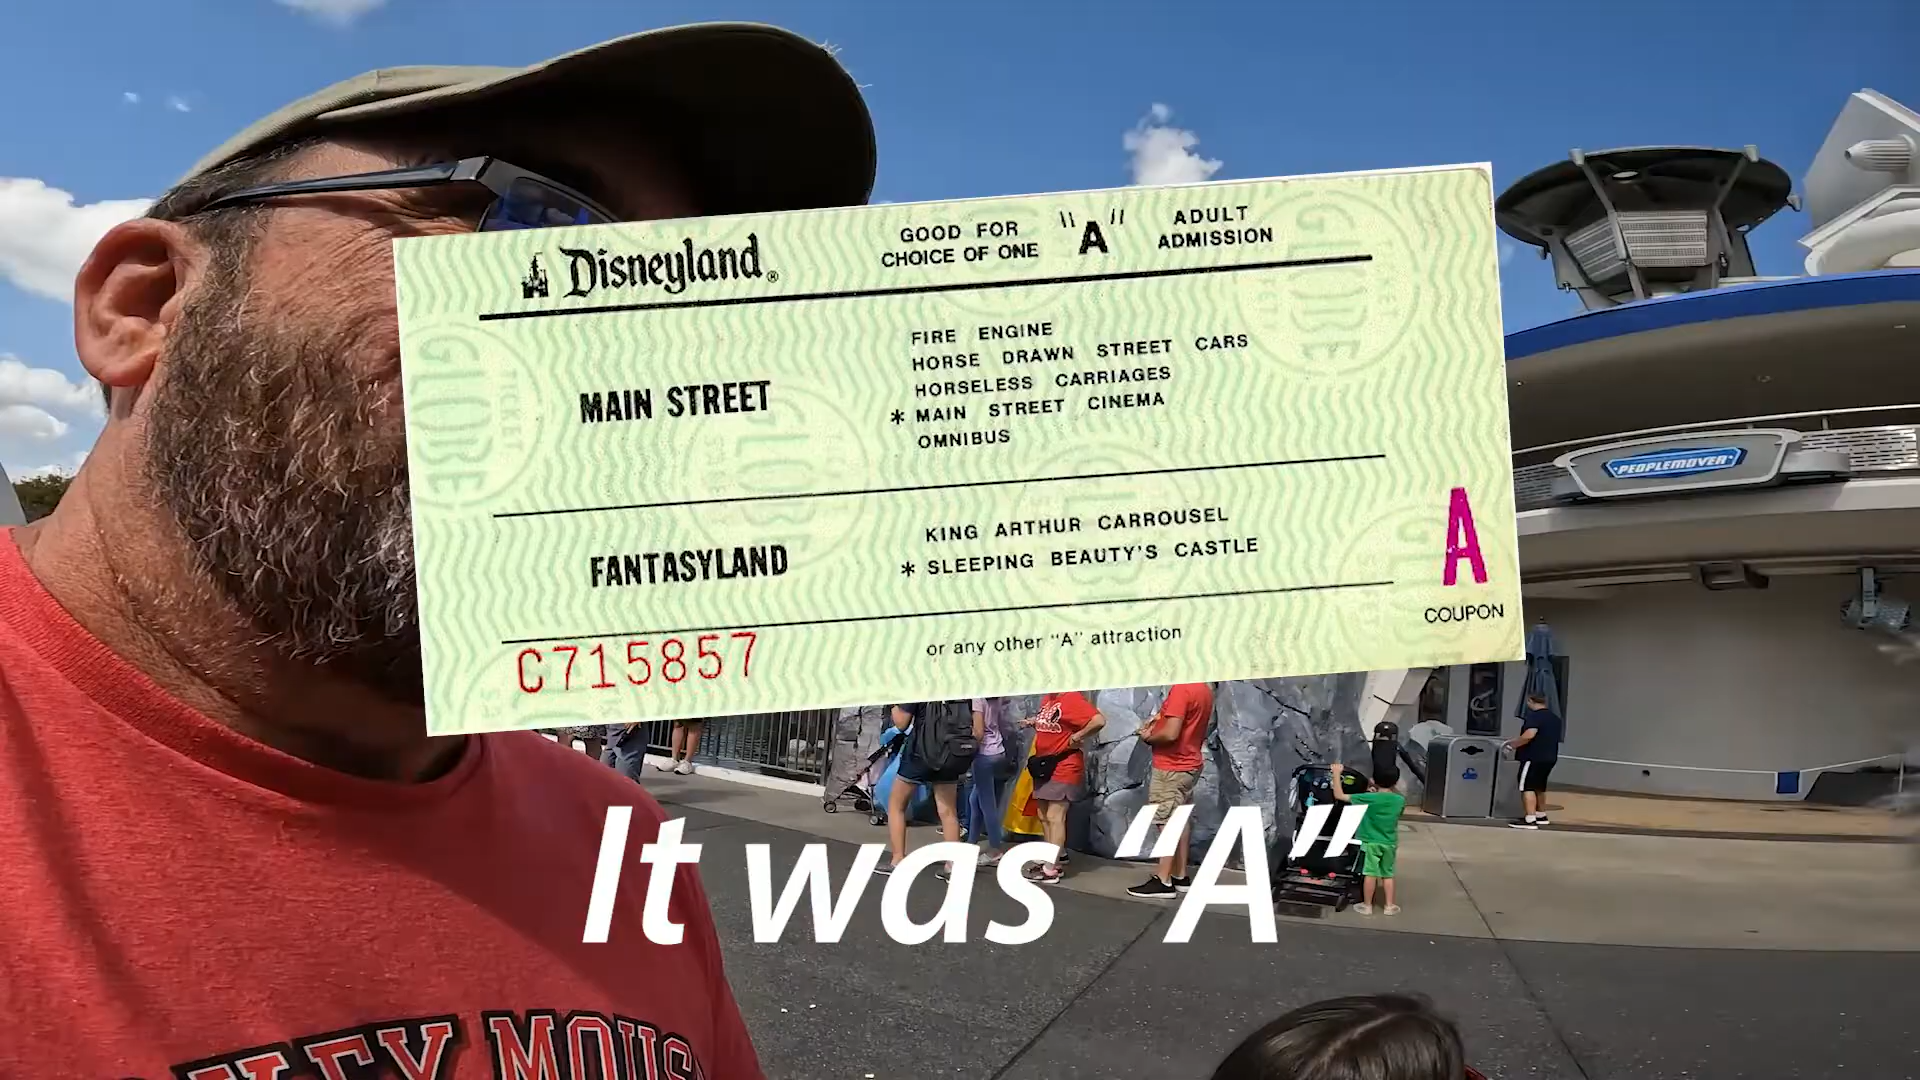 Disneyland®
GOOD FOR
CHOICE OF ONE
"A"
ADULT
ADMISSION
MAIN STREET
FIRE ENGINE
HORSE DRAWN STREET CARS
HORSELESS CARRIAGES
* MAIN STREET CINEMA
OMNIBUS
FANTASYLAND
KING ARTHUR CARROUSEL
* SLEEPING BEAUTY'S CASTLE
A
COUPON
C715857
or any other "A" attraction
PEOPLEMOVER
It was “A”
MOUS